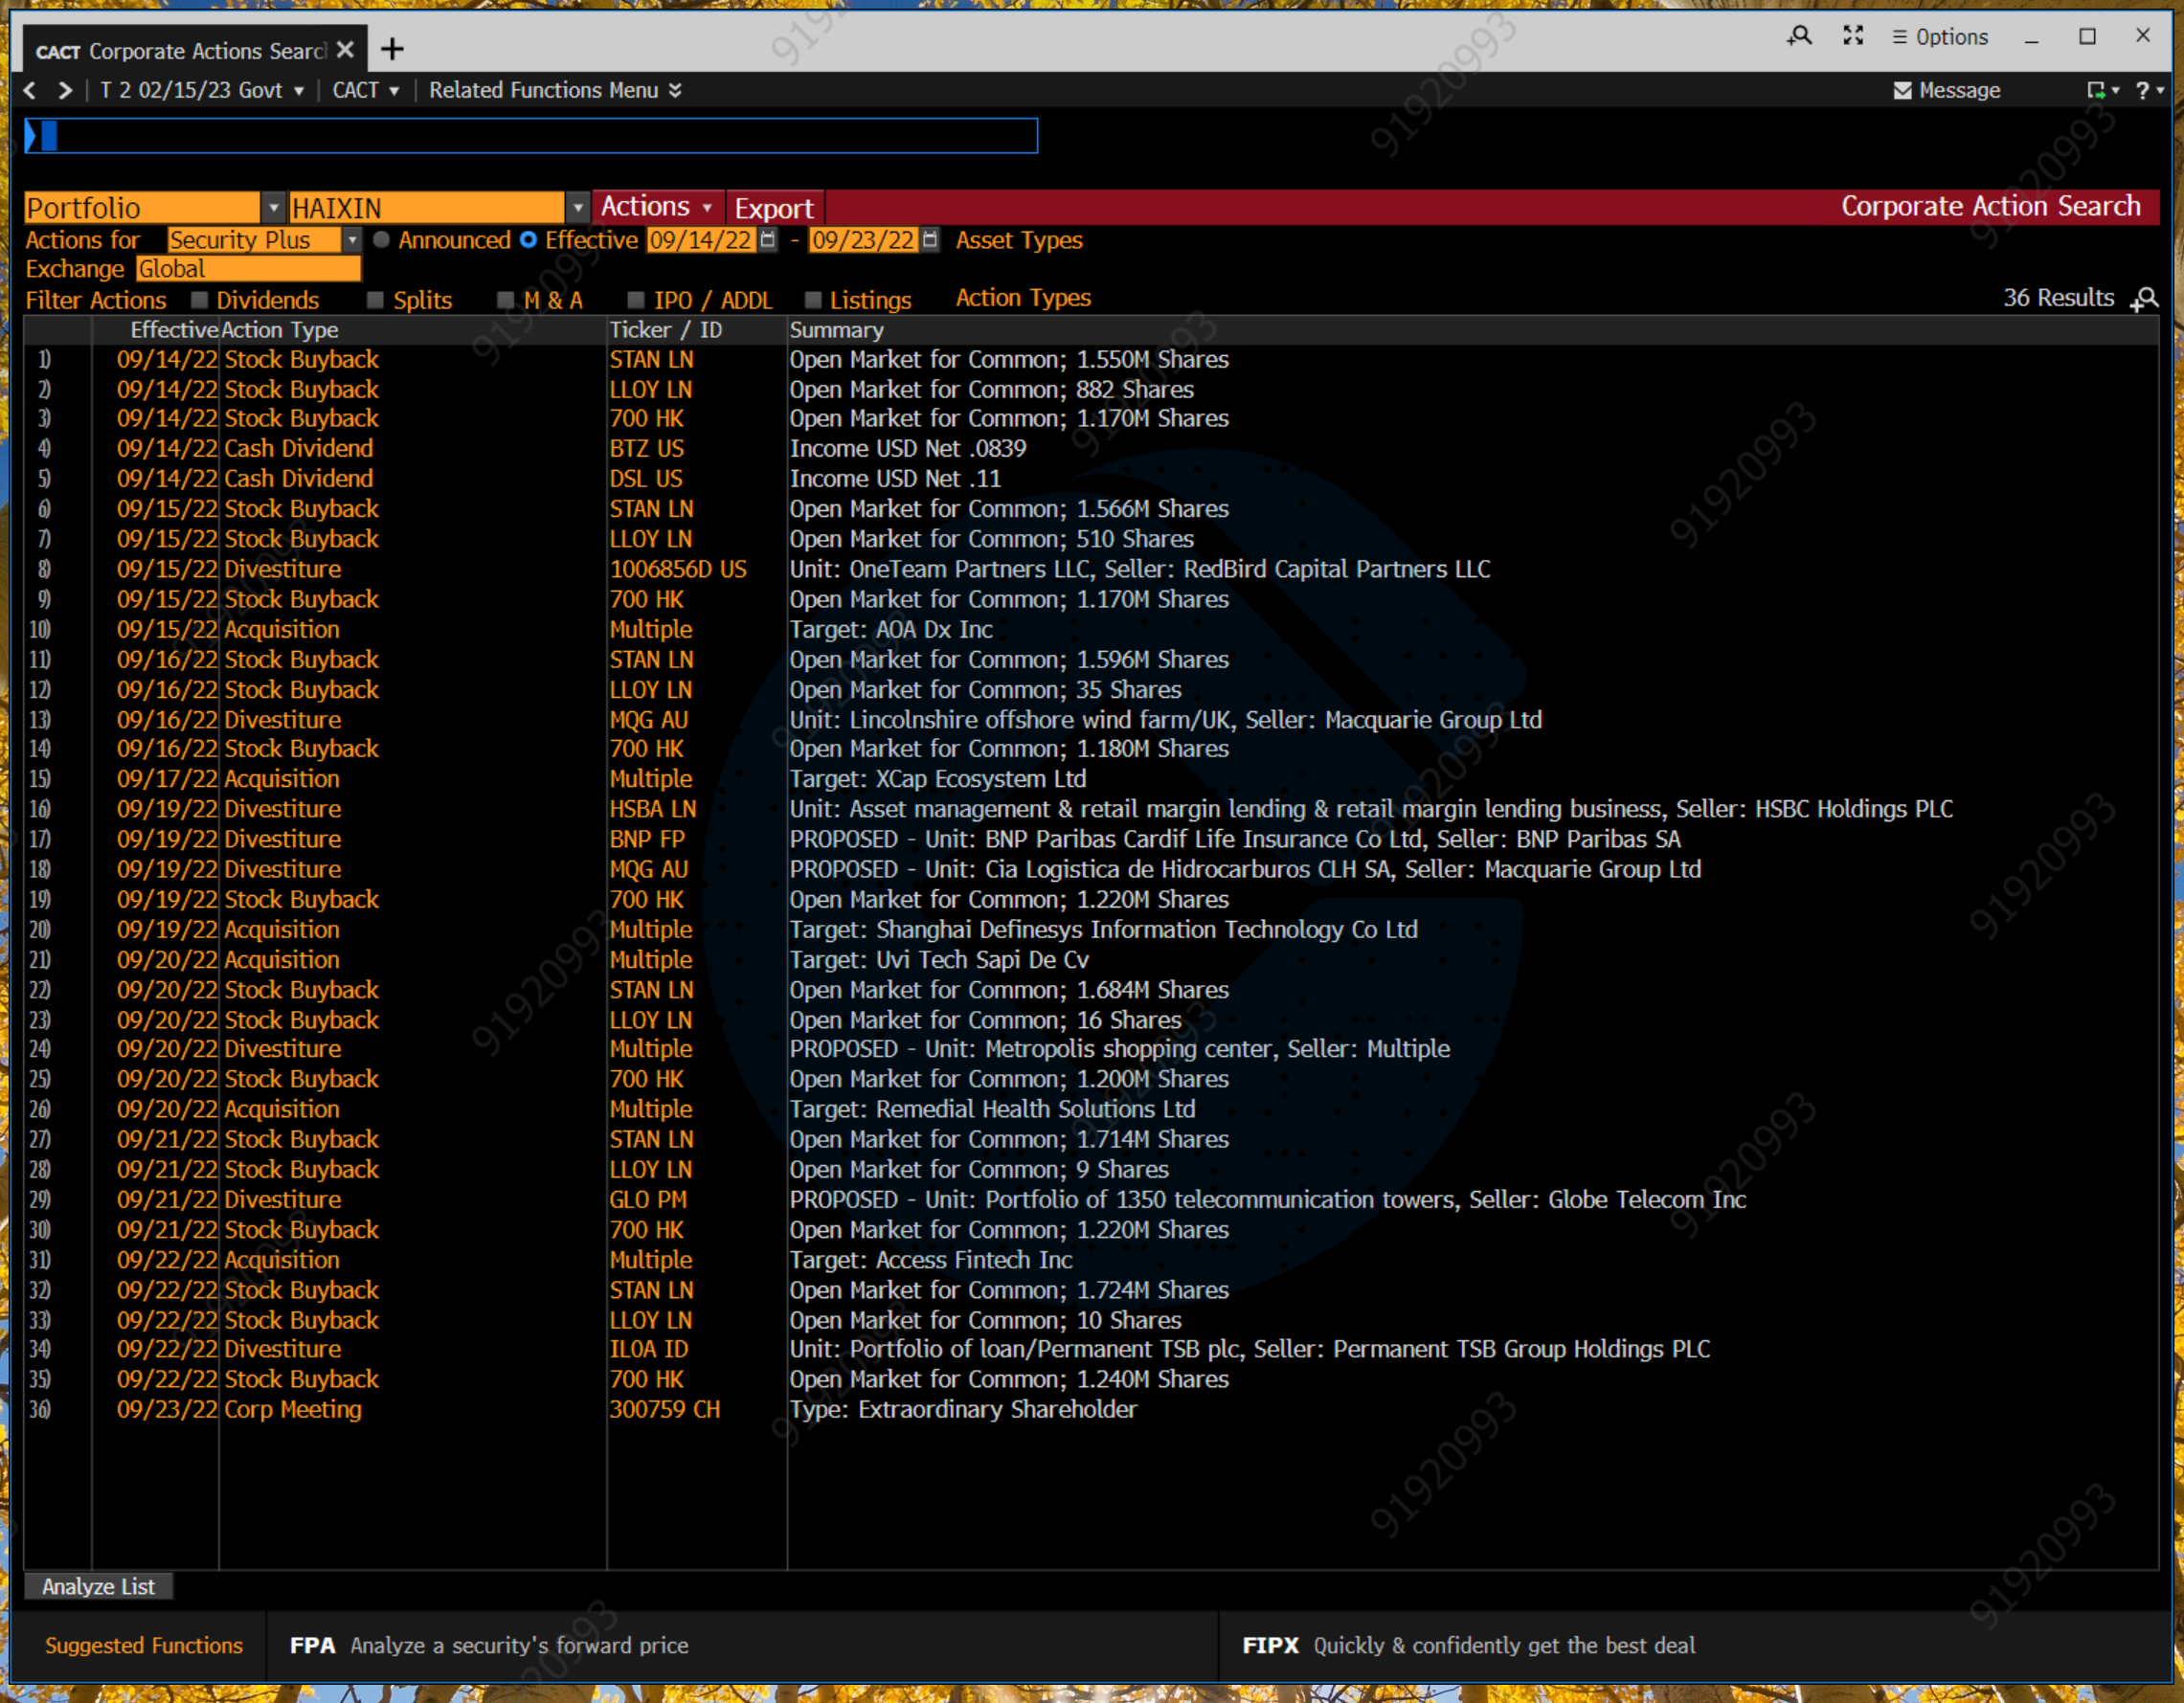 CACT Corporate Actions Searc
Options
T 2 02/15/23 Govt CACT Related Functions Menu Message ?
Portfolio HAIXIN Actions Export Corporate Action Search
Actions for Security Plus Announced Effective 09/14/22 - 09/23/22 Asset Types
Exchange Global
Filter Actions Dividends Splits M & A IPO / ADDL Listings Action Types 36 Results
Effective Action Type Ticker / ID Summary
1) 09/14/22 Stock Buyback STAN LN Open Market for Common; 1.550M Shares
2) 09/14/22 Stock Buyback LLOY LN Open Market for Common; 882 Shares
3) 09/14/22 Stock Buyback 700 HK Open Market for Common; 1.170M Shares
4) 09/14/22 Cash Dividend BTZ US Income USD Net .0839
5) 09/14/22 Cash Dividend DSL US Income USD Net .11
6) 09/15/22 Stock Buyback STAN LN Open Market for Common; 1.566M Shares
7) 09/15/22 Stock Buyback LLOY LN Open Market for Common; 510 Shares
8) 09/15/22 Divestiture 1006856D US Unit: OneTeam Partners LLC, Seller: RedBird Capital Partners LLC
9) 09/15/22 Stock Buyback 700 HK Open Market for Common; 1.170M Shares
10) 09/15/22 Acquisition Multiple Target: AOA Dx Inc
11) 09/16/22 Stock Buyback STAN LN Open Market for Common; 1.596M Shares
12) 09/16/22 Stock Buyback LLOY LN Open Market for Common; 35 Shares
13) 09/16/22 Divestiture MQG AU Unit: Lincolnshire offshore wind farm/UK, Seller: Macquarie Group Ltd
14) 09/16/22 Stock Buyback 700 HK Open Market for Common; 1.180M Shares
15) 09/17/22 Acquisition Multiple Target: XCap Ecosystem Ltd
16) 09/19/22 Divestiture HSBA LN Unit: Asset management & retail margin lending & retail margin lending business, Seller: HSBC Holdings PLC
17) 09/19/22 Divestiture BNP FP PROPOSED - Unit: BNP Paribas Cardif Life Insurance Co Ltd, Seller: BNP Paribas SA
18) 09/19/22 Divestiture MQG AU PROPOSED - Unit: Cia Logistica de Hidrocarburos CLH SA, Seller: Macquarie Group Ltd
19) 09/19/22 Stock Buyback 700 HK Open Market for Common; 1.220M Shares
20) 09/19/22 Acquisition Multiple Target: Shanghai Definesys Information Technology Co Ltd
21) 09/20/22 Acquisition Multiple Target: Uvi Tech Sapi De Cv
22) 09/20/22 Stock Buyback STAN LN Open Market for Common; 1.684M Shares
23) 09/20/22 Stock Buyback LLOY LN Open Market for Common; 16 Shares
24) 09/20/22 Divestiture Multiple PROPOSED - Unit: Metropolis shopping center, Seller: Multiple
25) 09/20/22 Stock Buyback 700 HK Open Market for Common; 1.200M Shares
26) 09/20/22 Acquisition Multiple Target: Remedial Health Solutions Ltd
27) 09/21/22 Stock Buyback STAN LN Open Market for Common; 1.714M Shares
28) 09/21/22 Stock Buyback LLOY LN Open Market for Common; 9 Shares
29) 09/21/22 Divestiture GLO PM PROPOSED - Unit: Portfolio of 1350 telecommunication towers, Seller: Globe Telecom Inc
30) 09/21/22 Stock Buyback 700 HK Open Market for Common; 1.220M Shares
31) 09/22/22 Acquisition Multiple Target: Access Fintech Inc
32) 09/22/22 Stock Buyback STAN LN Open Market for Common; 1.724M Shares
33) 09/22/22 Stock Buyback LLOY LN Open Market for Common; 10 Shares
34) 09/22/22 Divestiture IL0A ID Unit: Portfolio of loan/Permanent TSB plc, Seller: Permanent TSB Group Holdings PLC
35) 09/22/22 Stock Buyback 700 HK Open Market for Common; 1.240M Shares
36) 09/23/22 Corp Meeting 300759 CH Type: Extraordinary Shareholder
Analyze List
Suggested Functions FPA Analyze a security's forward price FIPX Quickly & confidently get the best deal
91920993